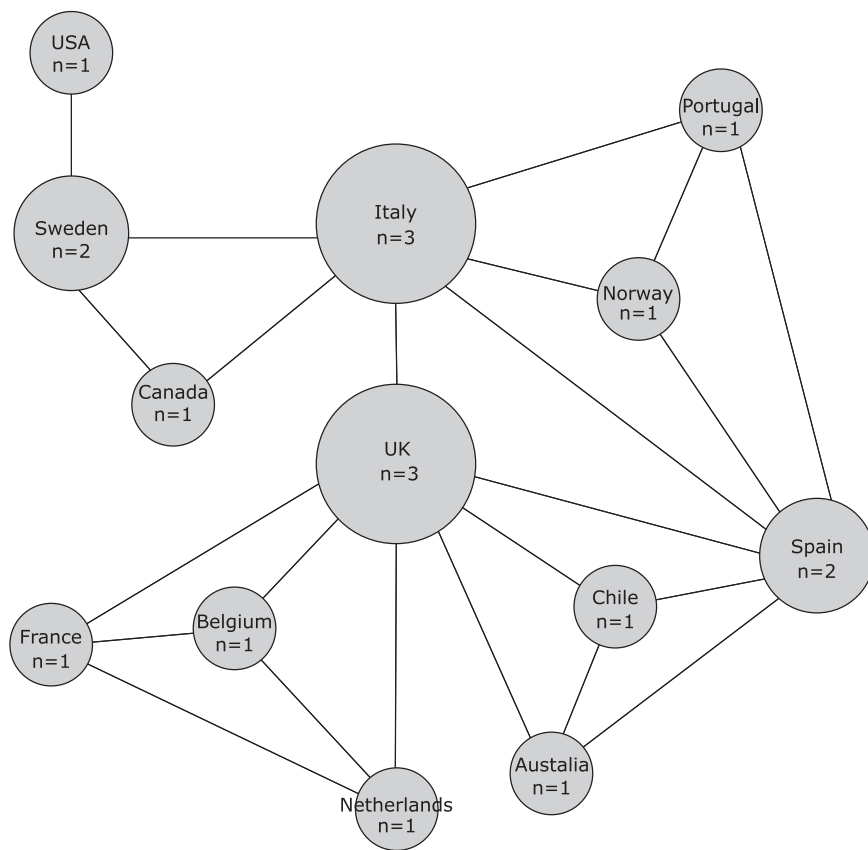 USA
n=1
Portugal
n=1
Italy
n=3
Sweden
n=2
Norway
n=1
Canada
n=1
UK
n=3
Spain
n=2
Chile
n=1
Belgium
n=1
France
n=1
Austalia
n=1
Netherlands
n=1